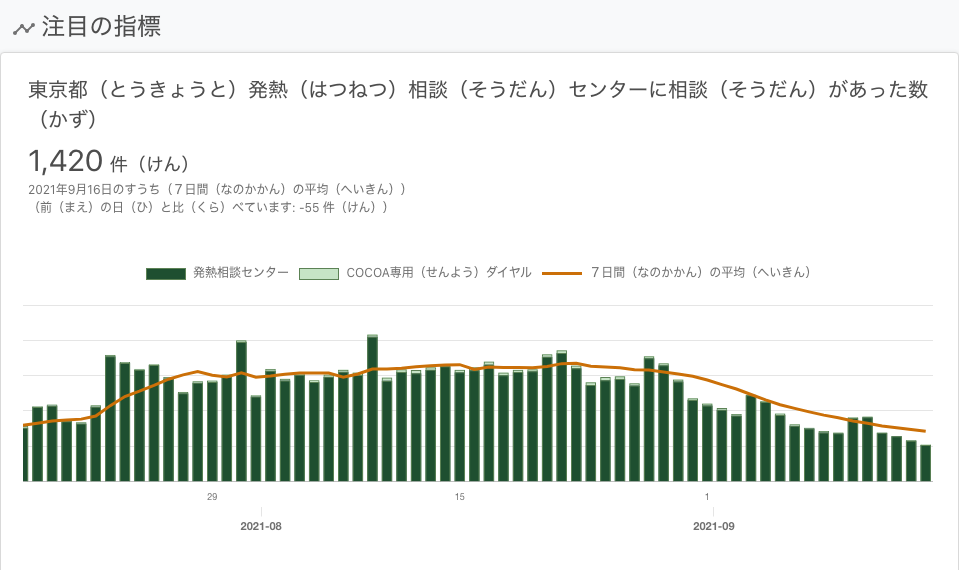 注目の指標
東京都（とうきょうと）発熱（はつねつ）相談（そうだん）センターに相談（そうだん）があった数
（かず）
1,420 件（けん）
2021年9月16日のすうち（７日間（なのかかん）の平均（へいきん））
（前（まえ）の日（ひ）と比（くら）べています: -55 件（けん））
発熱相談センター COCOA専用（せんよう）ダイヤル ７日間（なのかかん）の平均（へいきん）
29 15 1
2021-08 2021-09